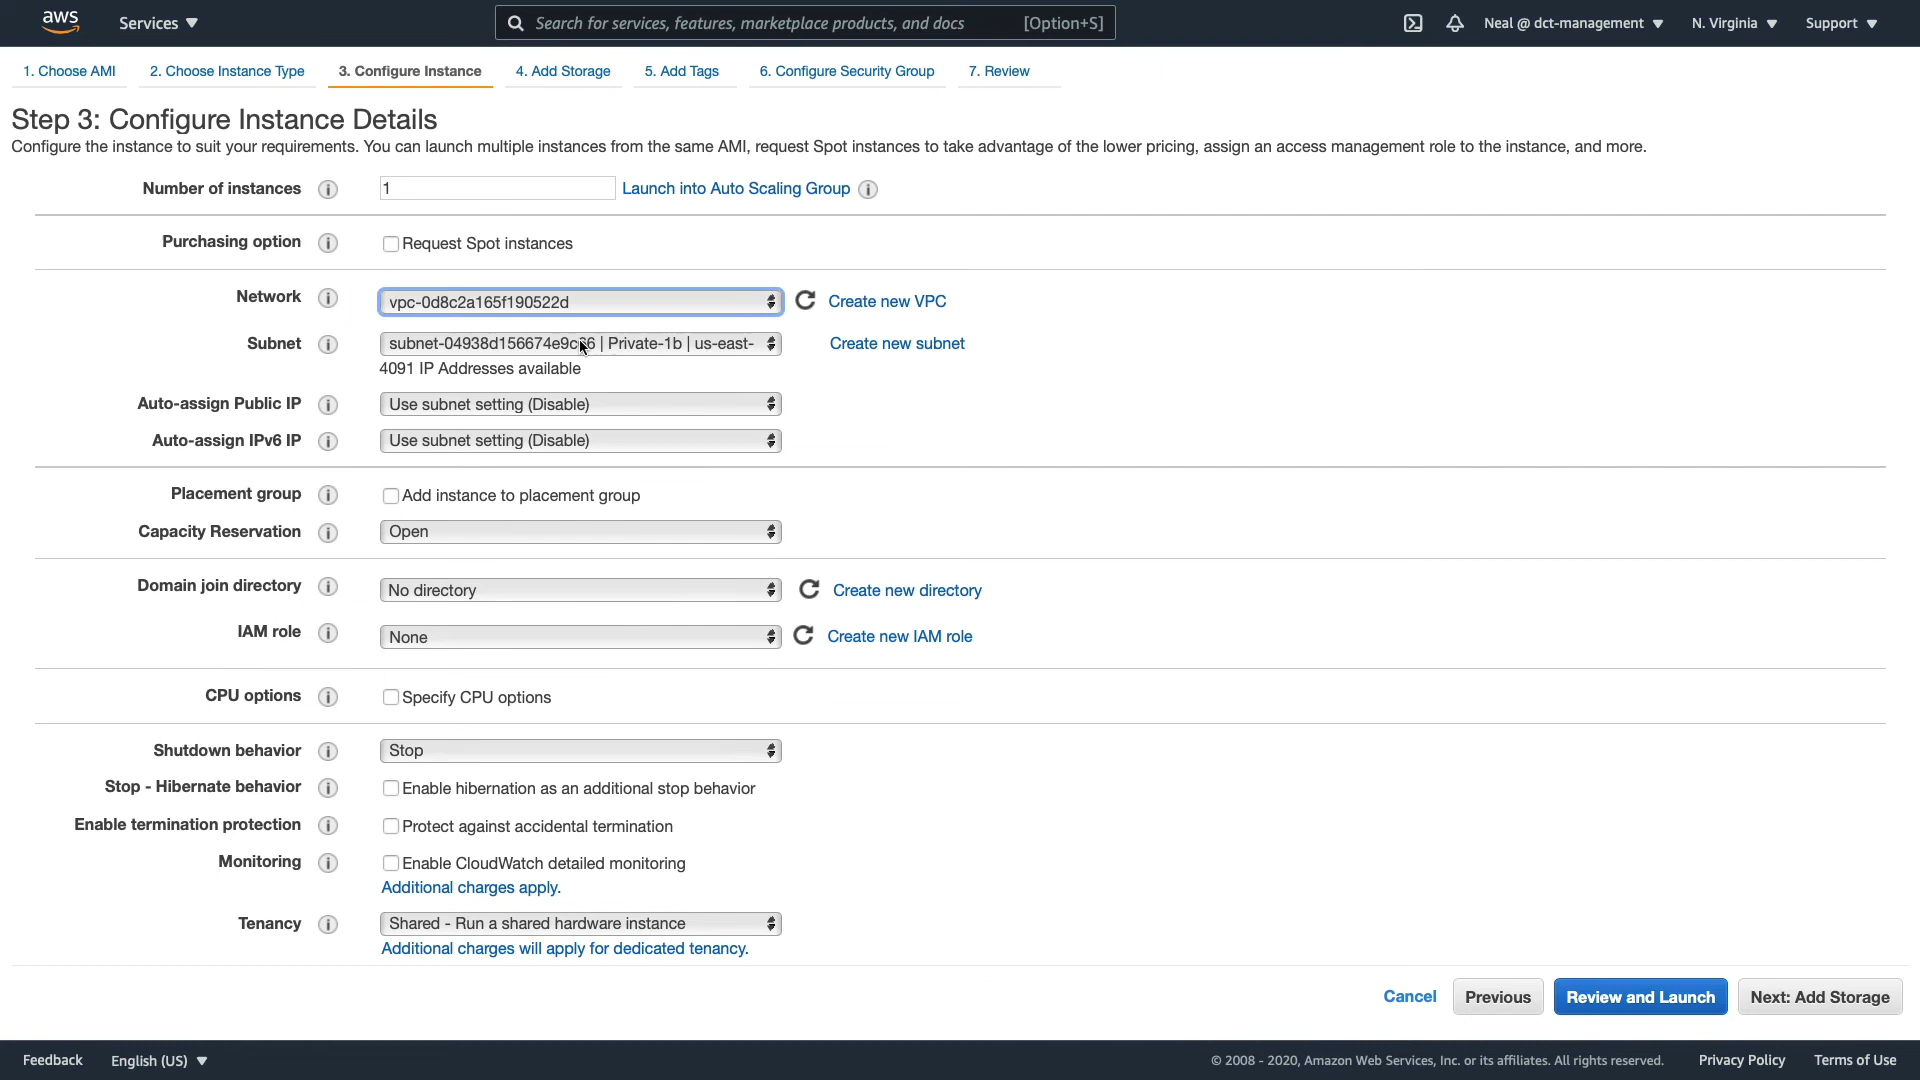 aws
Services
Search for services, features, marketplace products, and docs [Option+S]
Neal @ dct-management
N. Virginia
Support
1. Choose AMI
2. Choose Instance Type
3. Configure Instance
4. Add Storage
5. Add Tags
6. Configure Security Group
7. Review
Step 3: Configure Instance Details
Configure the instance to suit your requirements. You can launch multiple instances from the same AMI, request Spot instances to take advantage of the lower pricing, assign an access management role to the instance, and more.
Number of instances 1 Launch into Auto Scaling Group
Purchasing option Request Spot instances
Network vpc-0d8c2a165f190522d Create new VPC
Subnet | Private-1b | us-east- Create new subnet
4091 IP Addresses available
Auto-assign Public IP Use subnet setting (Disable)
Auto-assign IPv6 IP Use subnet setting (Disable)
Placement group Add instance to placement group
Capacity Reservation Open
Domain join directory No directory Create new directory
IAM role None Create new IAM role
CPU options Specify CPU options
Shutdown behavior Stop
Stop - Hibernate behavior Enable hibernation as an additional stop behavior
Enable termination protection Protect against accidental termination
Monitoring Enable CloudWatch detailed monitoring
Additional charges apply.
Tenancy Shared - Run a shared hardware instance
Additional charges will apply for dedicated tenancy.
Cancel Previous Review and Launch Next: Add Storage
Feedback English (US) © 2008 - 2020, Amazon Web Services, Inc. or its affiliates. All rights reserved. Privacy Policy Terms of Use